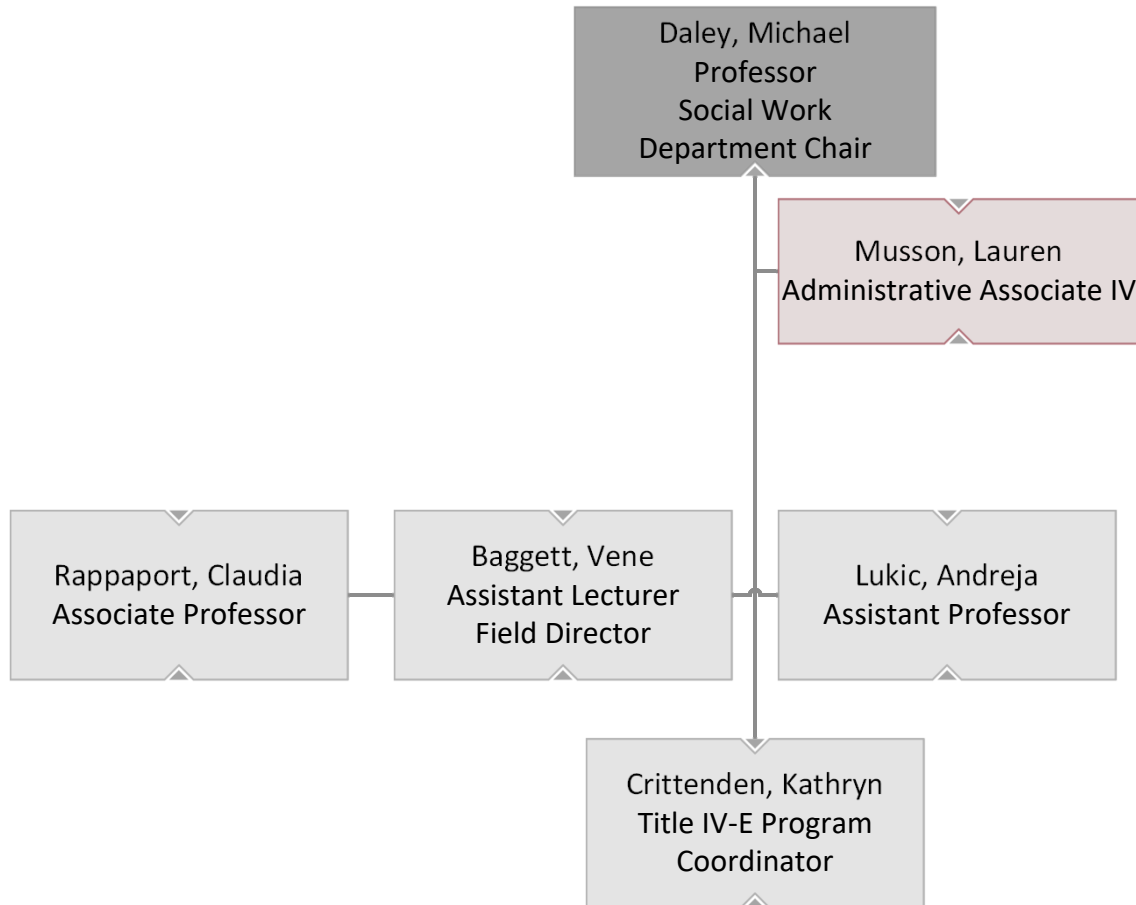 Daley, Michael
Professor
Social Work
Department Chair
Musson, Lauren
Administrative Associate IV
Rappaport, Claudia
Associate Professor
Baggett, Vene
Assistant Lecturer
Field Director
Lukic, Andreja
Assistant Professor
Crittenden, Kathryn
Title IV-E Program
Coordinator